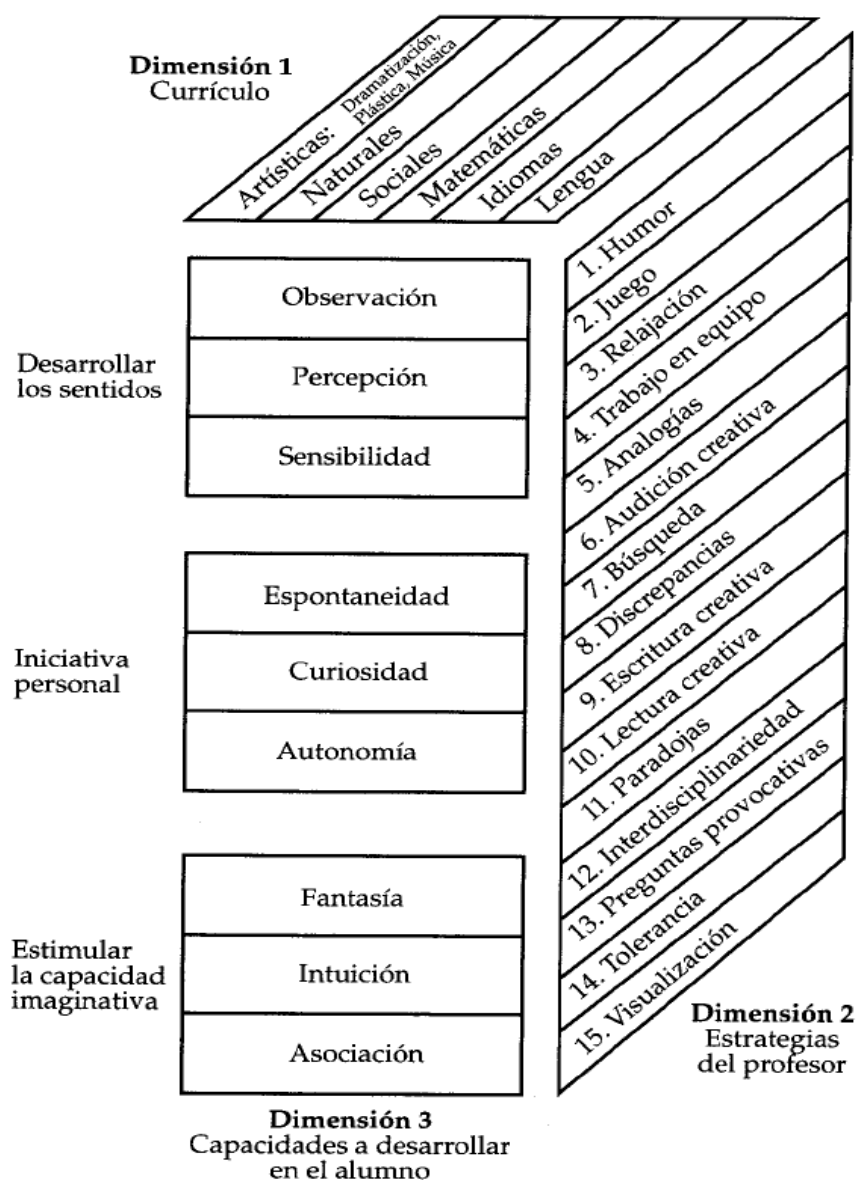 Dimensión 1
Currículo
Artísticas: Dramatización,
Plástica, Música
Naturales
Sociales
Matemáticas
Idiomas
Lengua
Desarrollar
los sentidos
Observación
Percepción
Sensibilidad
Iniciativa
personal
Espontaneidad
Curiosidad
Autonomía
Estimular
la capacidad
imaginativa
Fantasía
Intuición
Asociación
Dimensión 3
Capacidades a desarrollar
en el alumno
1. Humor
2. Juego
3. Relajación
4. Trabajo en equipo
5. Analogías
6. Audición creativa
7. Búsqueda
8. Discrepancias
9. Escritura creativa
10. Lectura creativa
11. Paradojas
12. Interdisciplinariedad
13. Preguntas provocativas
14. Tolerancia
15. Visualización
Dimensión 2
Estrategias
del profesor